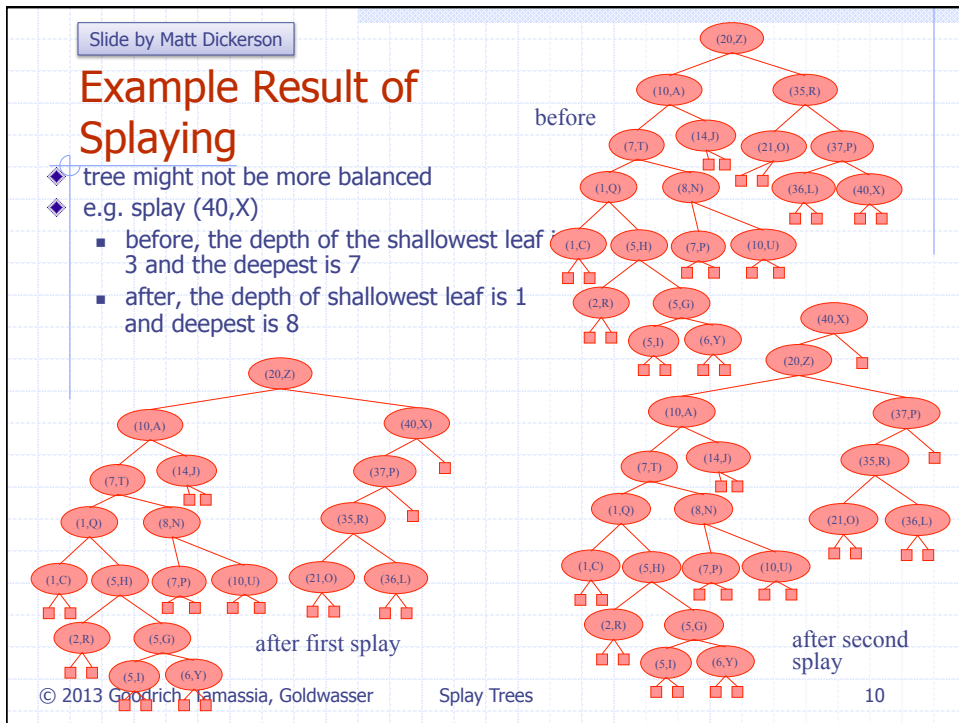 Slide by Matt Dickerson
Example Result of
Splaying
tree might not be more balanced
e.g. splay (40,X)
before, the depth of the shallowest leaf
3 and the deepest is 7
after, the depth of shallowest leaf is 1
and deepest is 8
before
(20,Z)
(10,A) (35,R)
(7,T) (14,J) (21,O) (37,P)
(1,Q) (8,N) (36,L) (40,X)
(1,C) (5,H) (7,P) (10,U)
(2,R) (5,G)
(5,I) (6,Y)
(20,Z)
(10,A) (40,X)
(7,T) (14,J) (37,P)
(1,Q) (8,N) (35,R)
(1,C) (5,H) (7,P) (10,U) (21,O) (36,L)
(2,R) (5,G)
(5,I) (6,Y)
after first splay
(40,X)
(20,Z)
(10,A) (37,P)
(7,T) (14,J) (35,R)
(1,Q) (8,N) (21,O) (36,L)
(1,C) (5,H) (7,P) (10,U)
(2,R) (5,G)
(5,I) (6,Y)
after second
splay
© 2013 Goodrich, Tamassia, Goldwasser Splay Trees 10